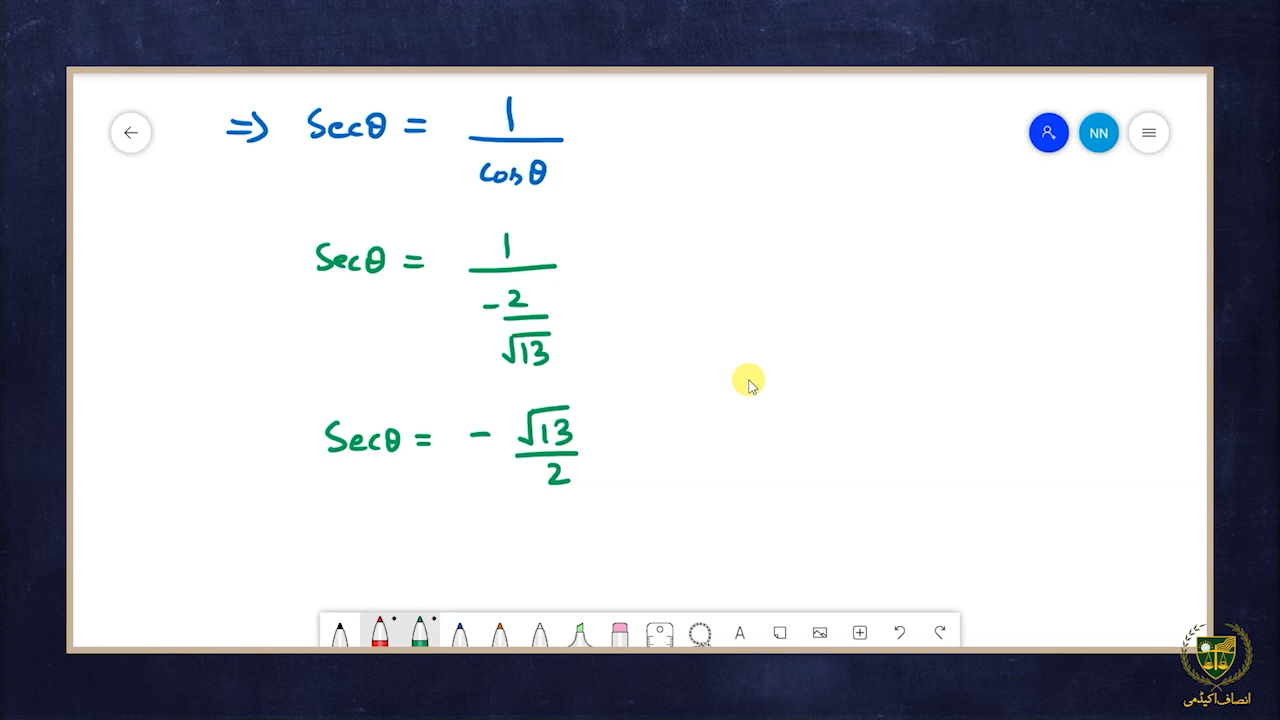 ⇒ Secθ = 1/cosθ
NN
Secθ = 1/(-2/√13)
Secθ = - √13/2
A
انصاف اکیڈمی